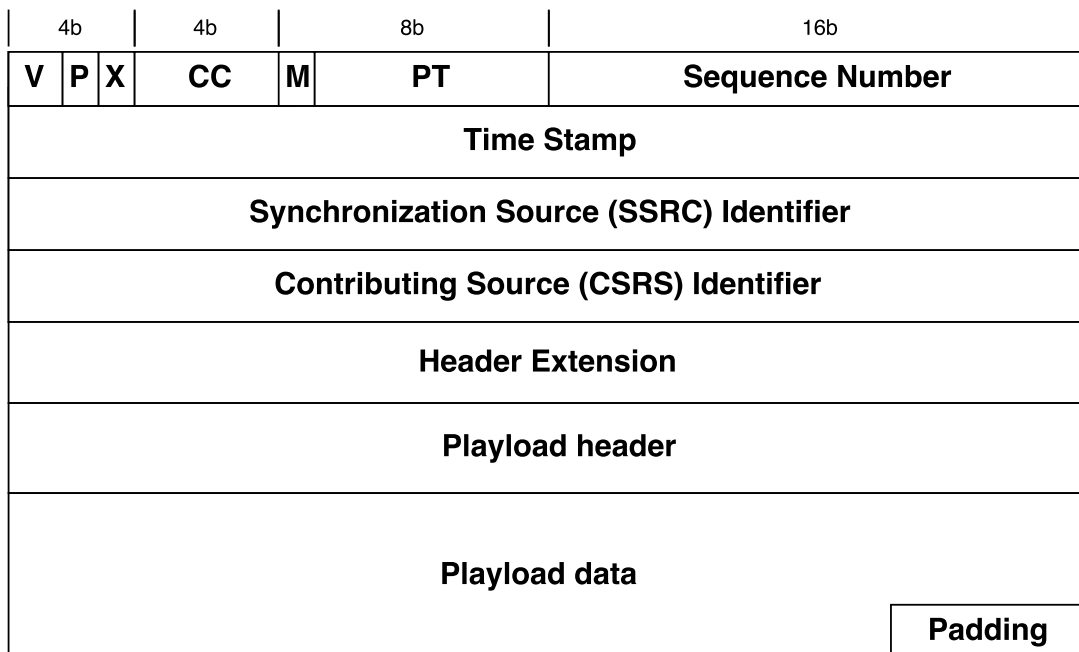 4b 4b 8b 16b
V P X CC M PT Sequence Number
Time Stamp
Synchronization Source (SSRC) Identifier
Contributing Source (CSRS) Identifier
Header Extension
Playload header
Playload data
Padding